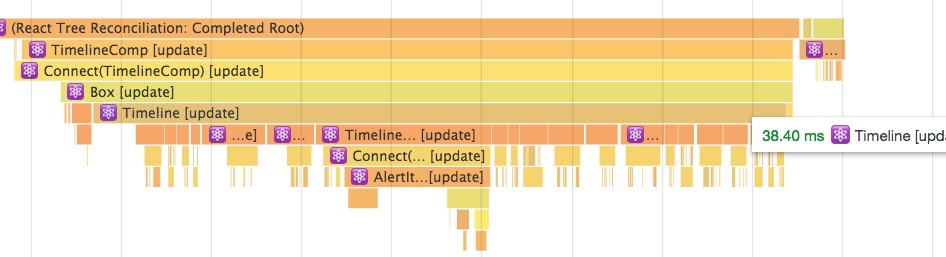 (React Tree Reconciliation: Completed Root)
TimelineComp [update] ...
Connect(TimelineComp) [update]
Box [update]
Timeline [update]
...e] ... Timeline... [update] ... 38.40 ms Timeline [upda
Connect(... [update]
AlertIt...[update]